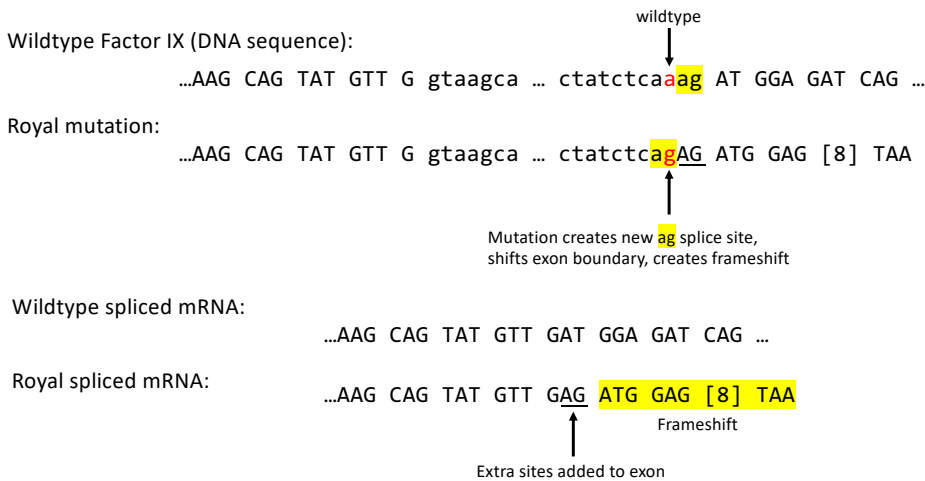 wildtype
Wildtype Factor IX (DNA sequence):
…AAG CAG TAT GTT G gtaagca … ctatctcaaag AT GGA GAT CAG …
Royal mutation:
…AAG CAG TAT GTT G gtaagca … ctatctcagAG ATG GAG [8] TAA
Mutation creates new ag splice site,
shifts exon boundary, creates frameshift
Wildtype spliced mRNA:
…AAG CAG TAT GTT GAT GGA GAT CAG …
Royal spliced mRNA:
…AAG CAG TAT GTT GAG ATG GAG [8] TAA
Frameshift
Extra sites added to exon